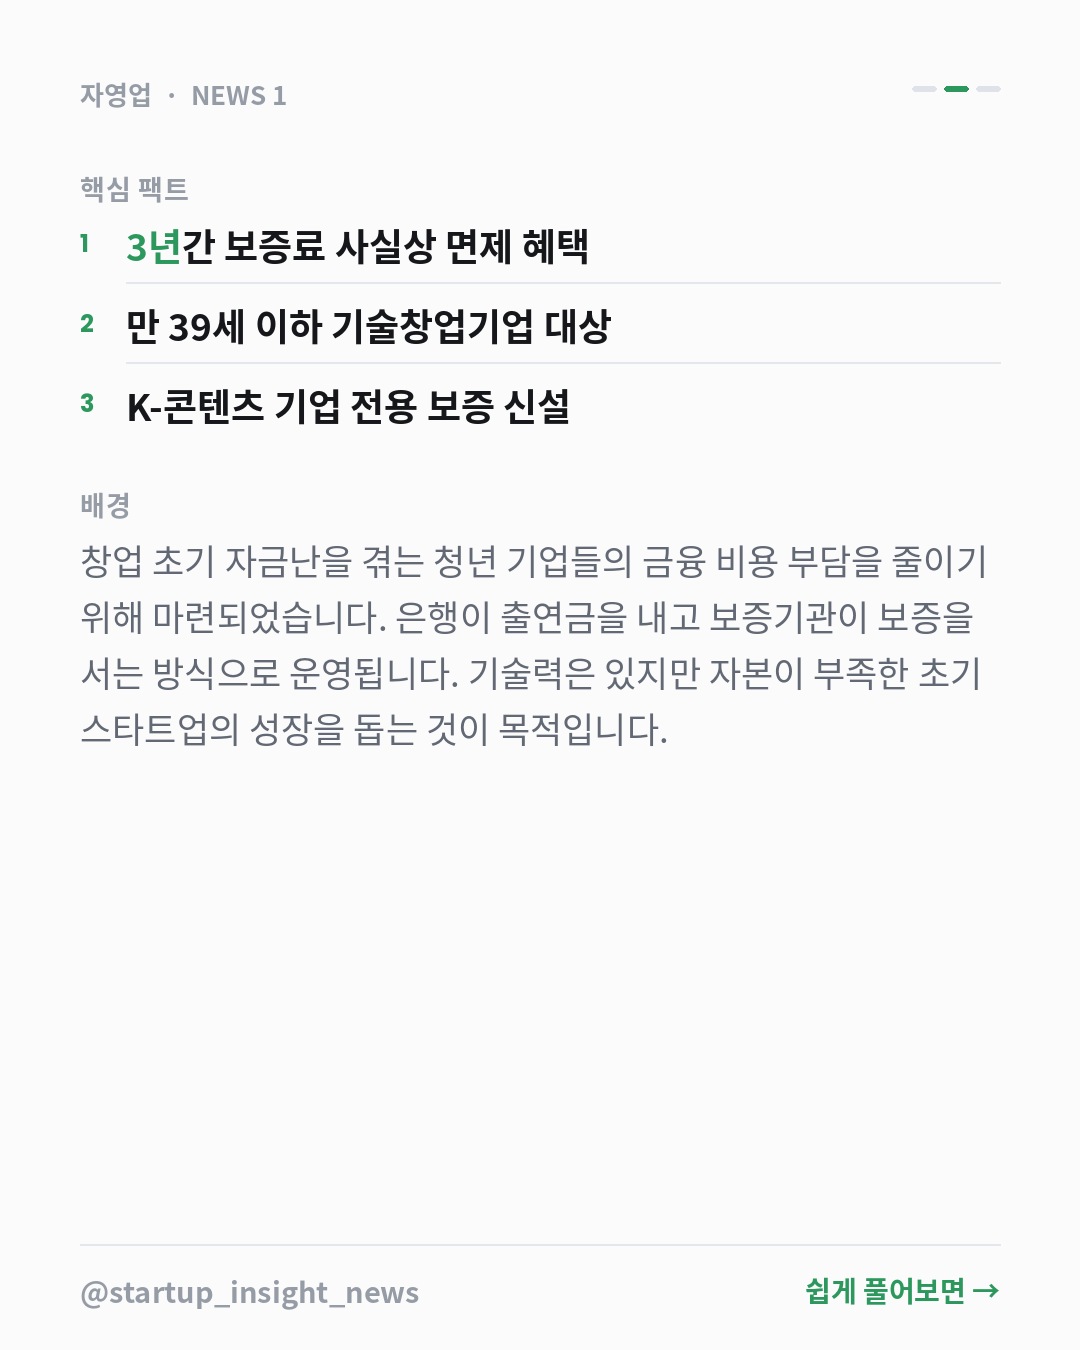 자영업 · NEWS 1
핵심 팩트
1 3년간 보증료 사실상 면제 혜택
2 만 39세 이하 기술창업기업 대상
3 K-콘텐츠 기업 전용 보증 신설
배경
창업 초기 자금난을 겪는 청년 기업들의 금융 비용 부담을 줄이기
위해 마련되었습니다. 은행이 출연금을 내고 보증기관이 보증을
서는 방식으로 운영됩니다. 기술력은 있지만 자본이 부족한 초기
스타트업의 성장을 돕는 것이 목적입니다.
@startup_insight_news
쉽게 풀어보면 →